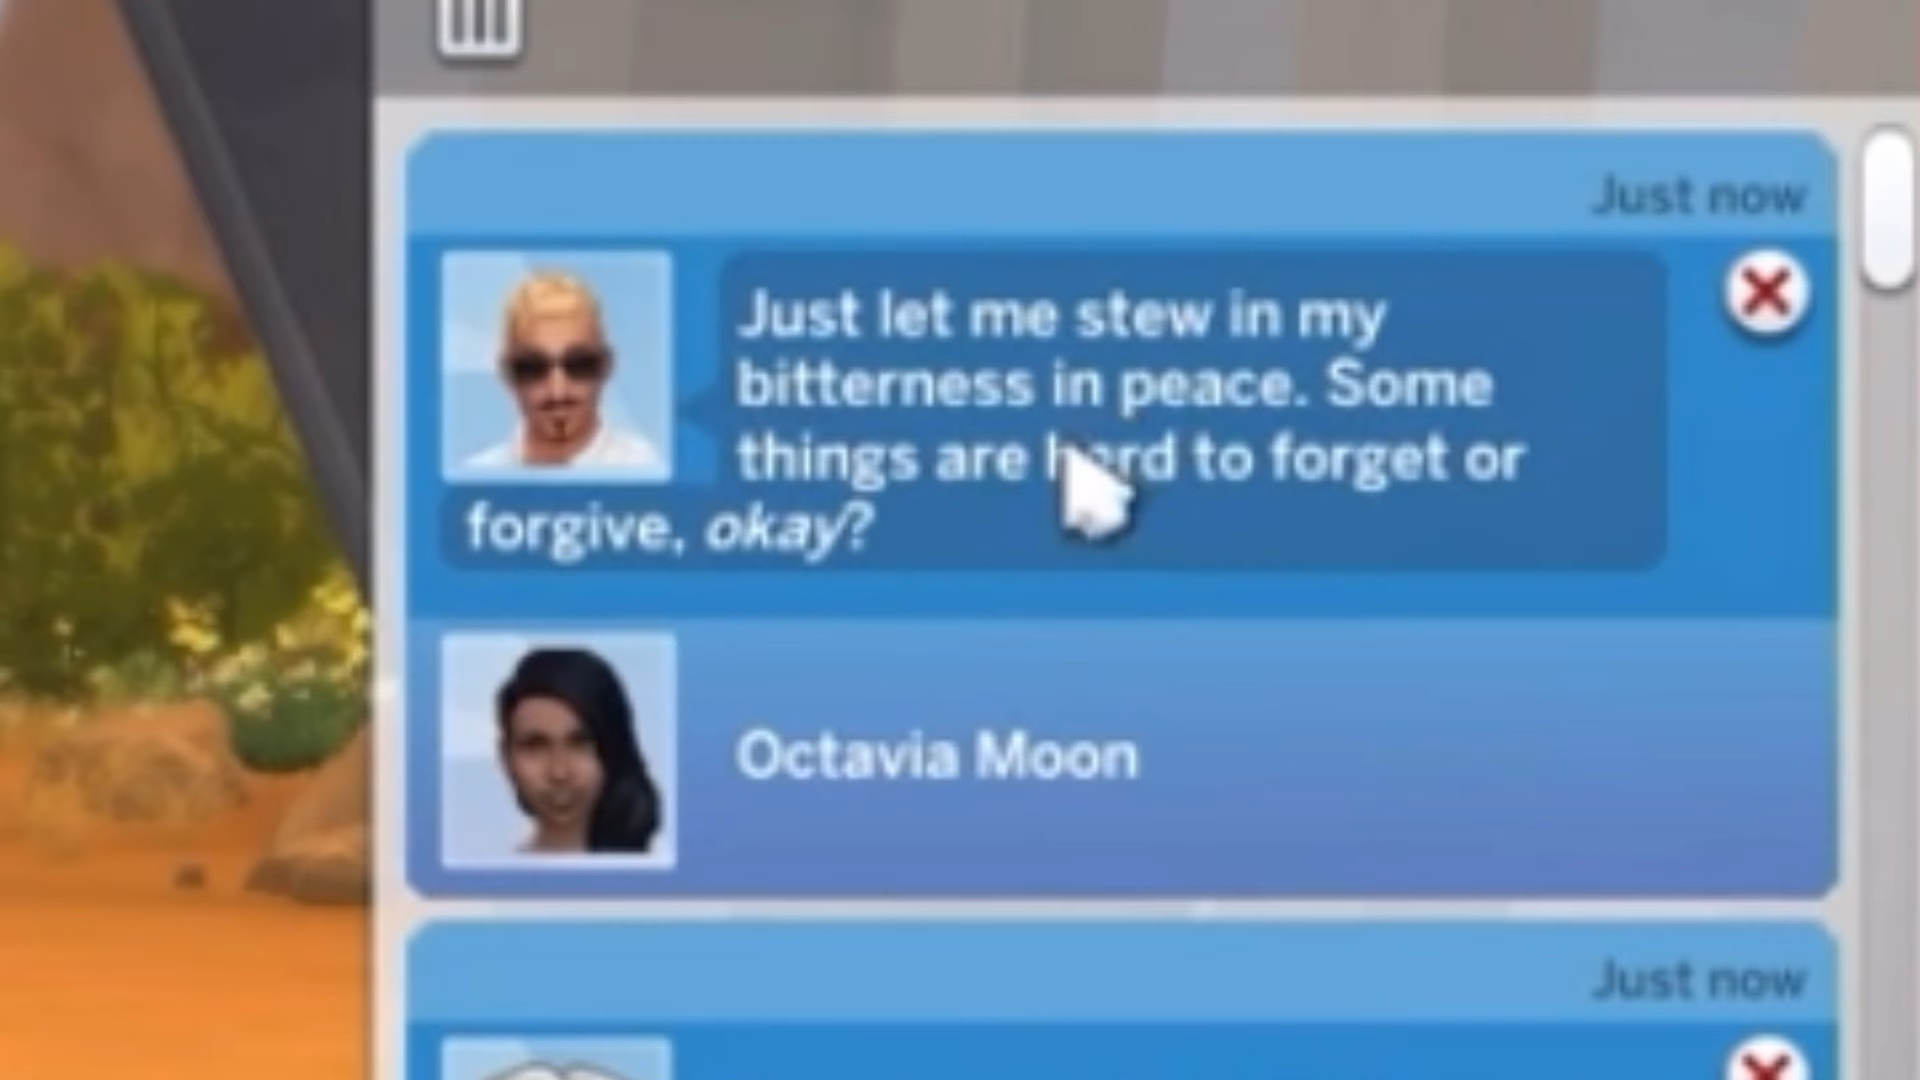 Just now
Just let me stew in my
bitterness in peace. Some
things are hard to forget or
forgive, okay?
Octavia Moon
Just now